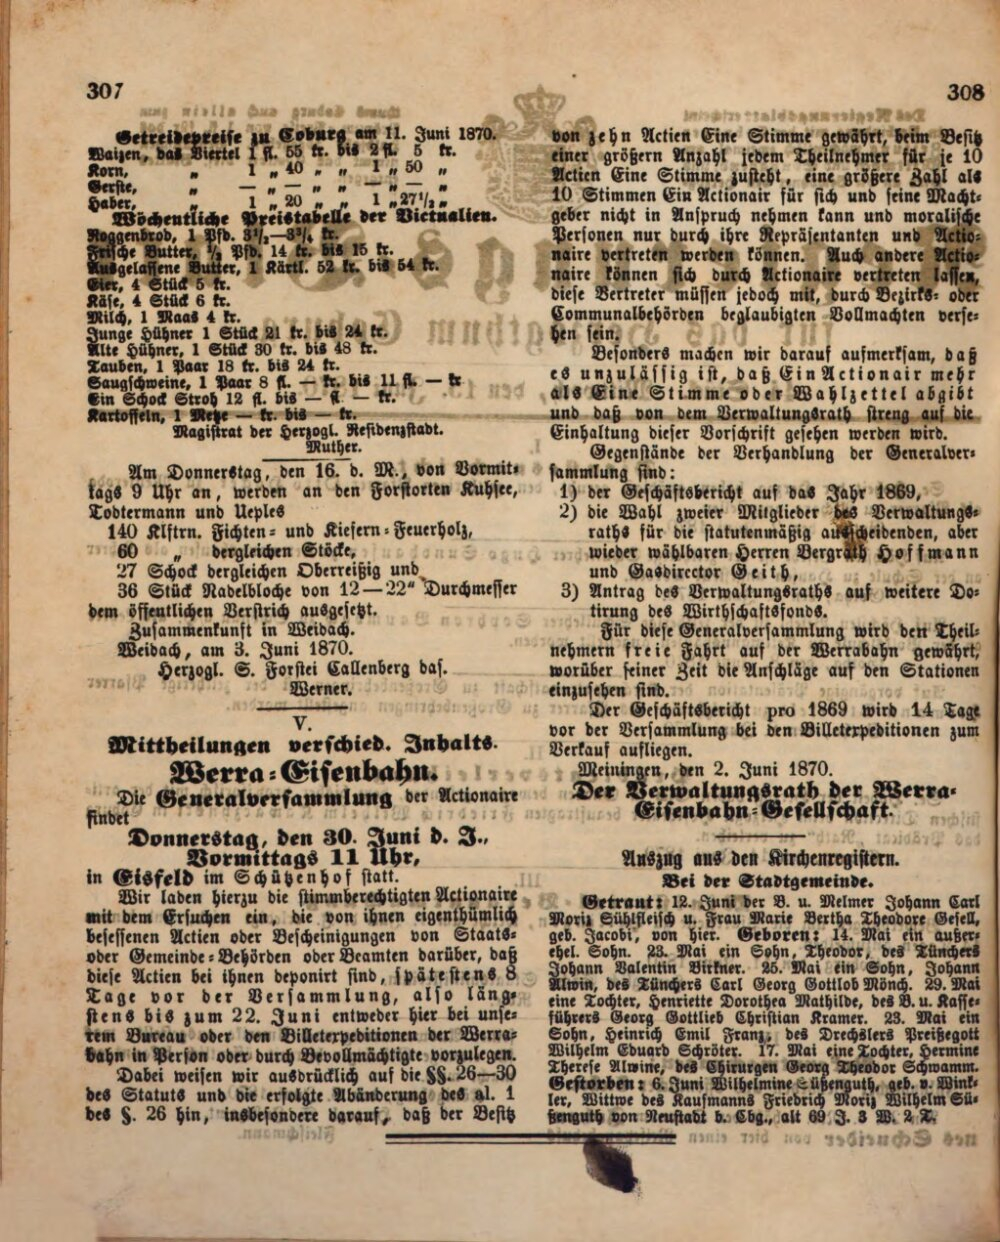 307
Getreidepreise zu Coburg am 11. Juni 1870.
Waizen, das Viertel 1 fl. 55 kr. bis 2 fl. 5 kr.
Korn, „ 1 „ 40 „ „ 1 „ 50 „
Gerste, „ — „ — „ „ — „ — „
Haber, „ 1 „ 20 „ „ 1 „ 27½ „
Wöchentliche Preistabelle der Victualien.
Roggenbrod, 1 Pfd. 3½—3¾ kr.
Frische Butter, ½ Pfd. 14 kr. bis 15 kr.
Ausgelassene Butter, 1 Kärtl. 52 kr. bis 54 kr.
Eier, 4 Stück 5 kr.
Käse, 4 Stück 6 kr.
Milch, 1 Maas 4 kr.
Junge Hühner 1 Stück 21 kr. bis 24 kr.
Alte Hühner, 1 Stück 30 kr. bis 48 kr.
Tauben, 1 Paar 18 kr. bis 24 kr.
Saugschweine, 1 Paar 8 fl. — kr. bis 11 fl. — kr
Ein Schock Stroh 12 fl. bis — fl. — kr.
Kartoffeln, 1 Metze — kr. bis — kr.
Magistrat der Herzogl. Residenzstadt.
Muther.
Am Donnerstag, den 16. d. M., von Vormit-
tags 9 Uhr an, werden an den Forstorten Kuhsee,
Todtermann und Ueples
140 Klftrn. Fichten- und Kiefern-Feuerholz,
60 „ dergleichen Stöcke,
27 Schock dergleichen Oberreißig und
36 Stück Nadelbloche von 12—22" Durchmesser
dem öffentlichen Verstrich ausgesetzt.
Zusammenkunft in Weidach.
Weidach, am 3. Juni 1870.
Herzogl. S. Forstei Callenberg das.
Werner.
V.
Mittheilungen verschied. Inhalts.
Werra-Eisenbahn.
Die Generalversammlung der Actionaire
findet
Donnerstag, den 30. Juni d. J.,
Vormittags 11 Uhr,
in Eisfeld im Schützenhof statt.
Wir laden hierzu die stimmberechtigten Actionaire
mit dem Ersuchen ein, die von ihnen eigenthümlich
besessenen Actien oder Bescheinigungen von Staats-
oder Gemeinde-Behörden oder Beamten darüber, daß
diese Actien bei ihnen deponirt sind, spätestens 8
Tage vor der Versammlung, also läng-
stens bis zum 22. Juni entweder hier bei unse-
rem Bureau oder den Billeterpeditionen der Werra-
bahn in Person oder durch Bevollmächtigte vorzulegen.
Dabei weisen wir ausdrücklich auf die §§. 26—30
des Statuts und die erfolgte Abänderung des al. 1
des §. 26 hin, insbesondere darauf, daß der Besitz
308
von zehn Actien Eine Stimme gewährt, beim Besitz
einer größern Anzahl jedem Theilnehmer für je 10
Actien Eine Stimme zusteht, eine größere Zahl als
10 Stimmen Ein Actionair für sich und seine Macht-
geber nicht in Anspruch nehmen kann und moralische
Personen nur durch ihre Repräsentanten und Actio-
naire vertreten werden können. Auch andere Actio-
naire können sich durch Actionaire vertreten lassen,
diese Vertreter müssen jedoch mit, durch Bezirks- oder
Communalbehörden beglaubigten Vollmachten verse-
hen sein.
Besonders machen wir darauf aufmerksam, daß
es unzulässig ist, daß Ein Actionair mehr
als Eine Stimme oder Wahlzettel abgibt
und daß von dem Verwaltungsrath streng auf die
Einhaltung dieser Vorschrift gesehen werden wird.
Gegenstände der Verhandlung der Generalver-
sammlung sind:
1) der Geschäftsbericht auf das Jahr 1869,
2) die Wahl zweier Mitglieder des Verwaltungs-
raths für die statutenmäßig ausscheidenden, aber
wieder wählbaren Herren Bergrath Hoffmann
und Gasdirector Geith,
3) Antrag des Verwaltungsraths auf weitere Do-
tirung des Wirthschaftsfonds.
Für diese Generalversammlung wird den Theil-
nehmern freie Fahrt auf der Werrabahn gewährt,
worüber seiner Zeit die Anschläge auf den Stationen
einzusehen sind.
Der Geschäftsbericht pro 1869 wird 14 Tage
vor der Versammlung bei den Billeterpeditionen zum
Verkauf aufliegen.
Meiningen, den 2. Juni 1870.
Der Verwaltungsrath der Werra-
Eisenbahn-Gesellschaft.
Auszug aus den Kirchenregistern.
Bei der Stadtgemeinde.
Getraut: 12. Juni der B. u. Melmer Johann Carl
Moriz Sühlfleisch u. Frau Marie Bertha Theodore Gesell,
geb. Jacobi, von hier. Geboren: 14. Mai ein außer-
ehel. Sohn. 23. Mai ein Sohn, Theodor, des Tünchers
Johann Valentin Birkner. 25. Mai ein Sohn, Johann
Alwin, des Tünchers Carl Georg Gottlob Mönch. 29. Mai
eine Tochter, Henriette Dorothea Mathilde, des B. u. Kaffe-
führers Georg Gottlieb Christian Kramer. 23. Mai ein
Sohn, Heinrich Emil Franz, des Drechslers Preißegott
Wilhelm Eduard Schröter. 17. Mai eine Tochter, Hermine
Therese Alwine, des Chirurgen Georg Theodor Schwamm.
Gestorben: 6. Juni Wilhelmine Süßenguth, geb. v. Wink-
ler, Wittwe des Kaufmanns Friedrich Moriz Wilhelm Sü-
ßenguth von Neustadt b. Cbg., alt 69 J. 3 W. 2 T.